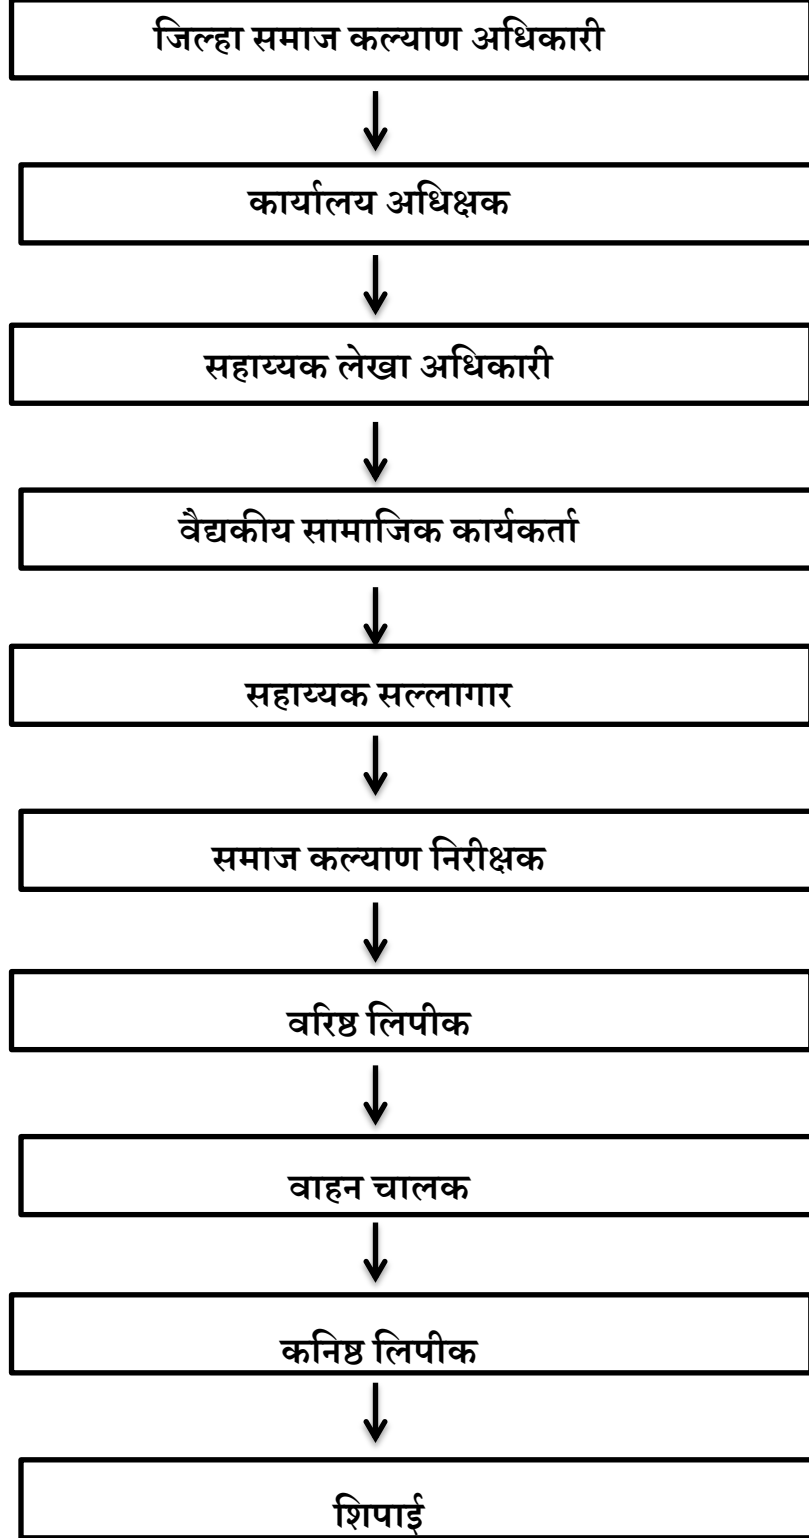 जिल्हा समाज कल्याण अधिकारी
कार्यालय अधिक्षक
सहाय्यक लेखा अधिकारी
वैद्यकीय सामाजिक कार्यकर्ता
सहाय्यक सल्लागार
समाज कल्याण निरीक्षक
वरिष्ठ लिपीक
वाहन चालक
कनिष्ठ लिपीक
शिपाई